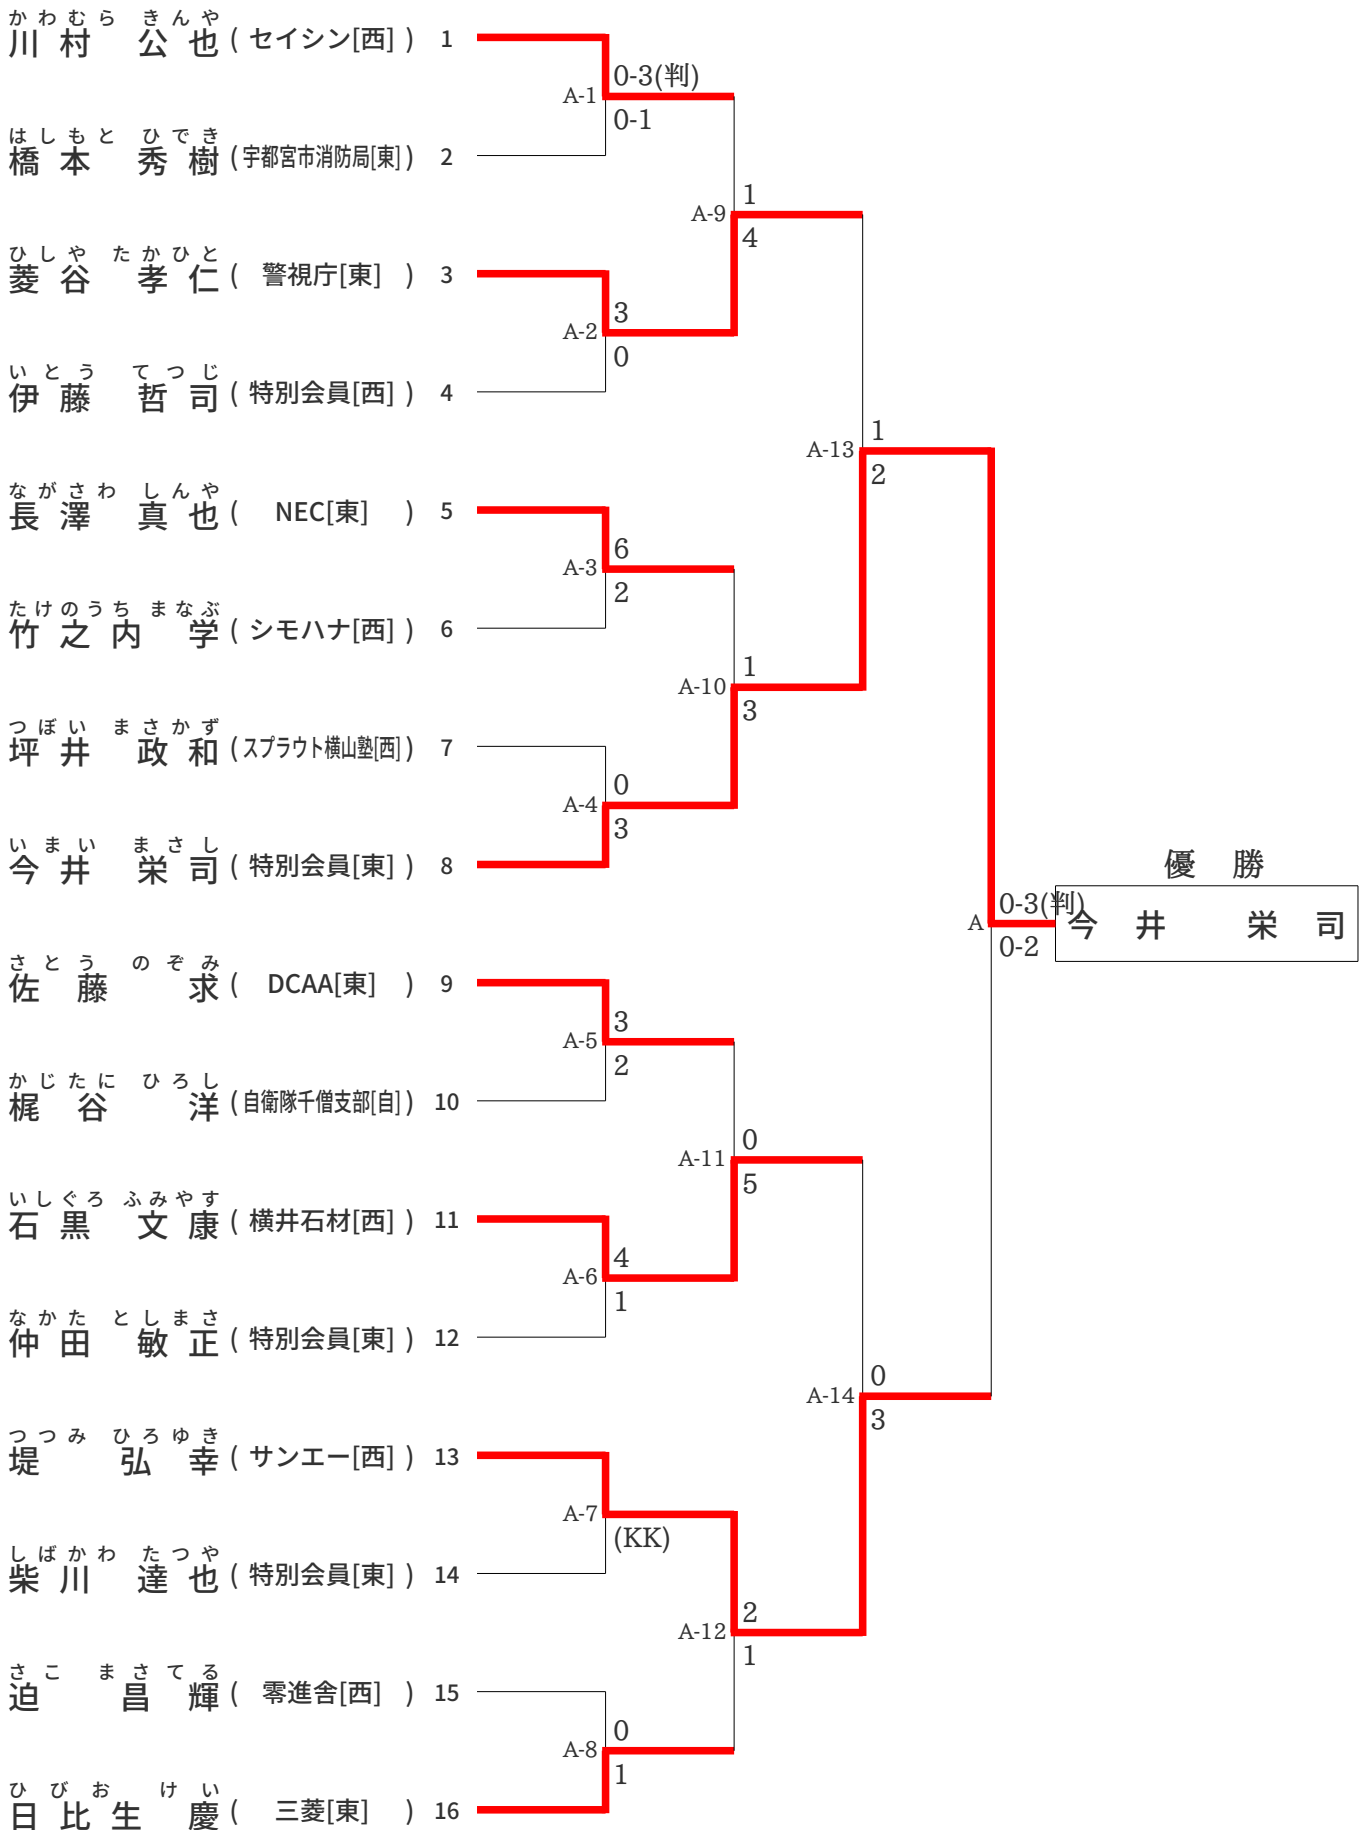 かわむら きんや
川村 公也 ( セイシン[西] ) 1
0-3(判)
A-1
0-1
はしもと ひでき
橋本 秀樹 (宇都宮市消防局[東]) 2
1
A-9
4
ひしや たかひと
菱谷 孝仁 ( 警視庁[東] ) 3
3
A-2
0
いとう てつじ
伊藤 哲司 ( 特別会員[西] ) 4
1
A-13
2
ながさわ しんや
長澤 真也 ( NEC[東] ) 5
6
A-3
2
たけのうち まなぶ
竹之内 学 ( シモハナ[西] ) 6
1
A-10
3
つぼい まさかず
坪井 政和 (スプラウト横山塾[西]) 7
0
A-4
3
いまい まさし
今井 栄司 ( 特別会員[東] ) 8
優勝
0-3(判)
A
今井 栄司
0-2
さとう のぞみ
佐藤 求 ( DCAA[東] ) 9
3
A-5
2
かじたに ひろし
梶谷 洋 (自衛隊千僧支部[自]) 10
0
A-11
5
いしぐろ ふみやす
石黒 文康 ( 横井石材[西] ) 11
4
A-6
1
なかた としまさ
仲田 敏正 ( 特別会員[東] ) 12
0
A-14
3
つつみ ひろゆき
堤 弘幸 ( サンエー[西] ) 13
A-7
(KK)
しばかわ たつや
柴川 達也 ( 特別会員[東] ) 14
2
A-12
1
さこ まさてる
迫 昌輝 ( 零進舎[西] ) 15
0
A-8
1
ひびお けい
日比生 慶 ( 三菱[東] ) 16